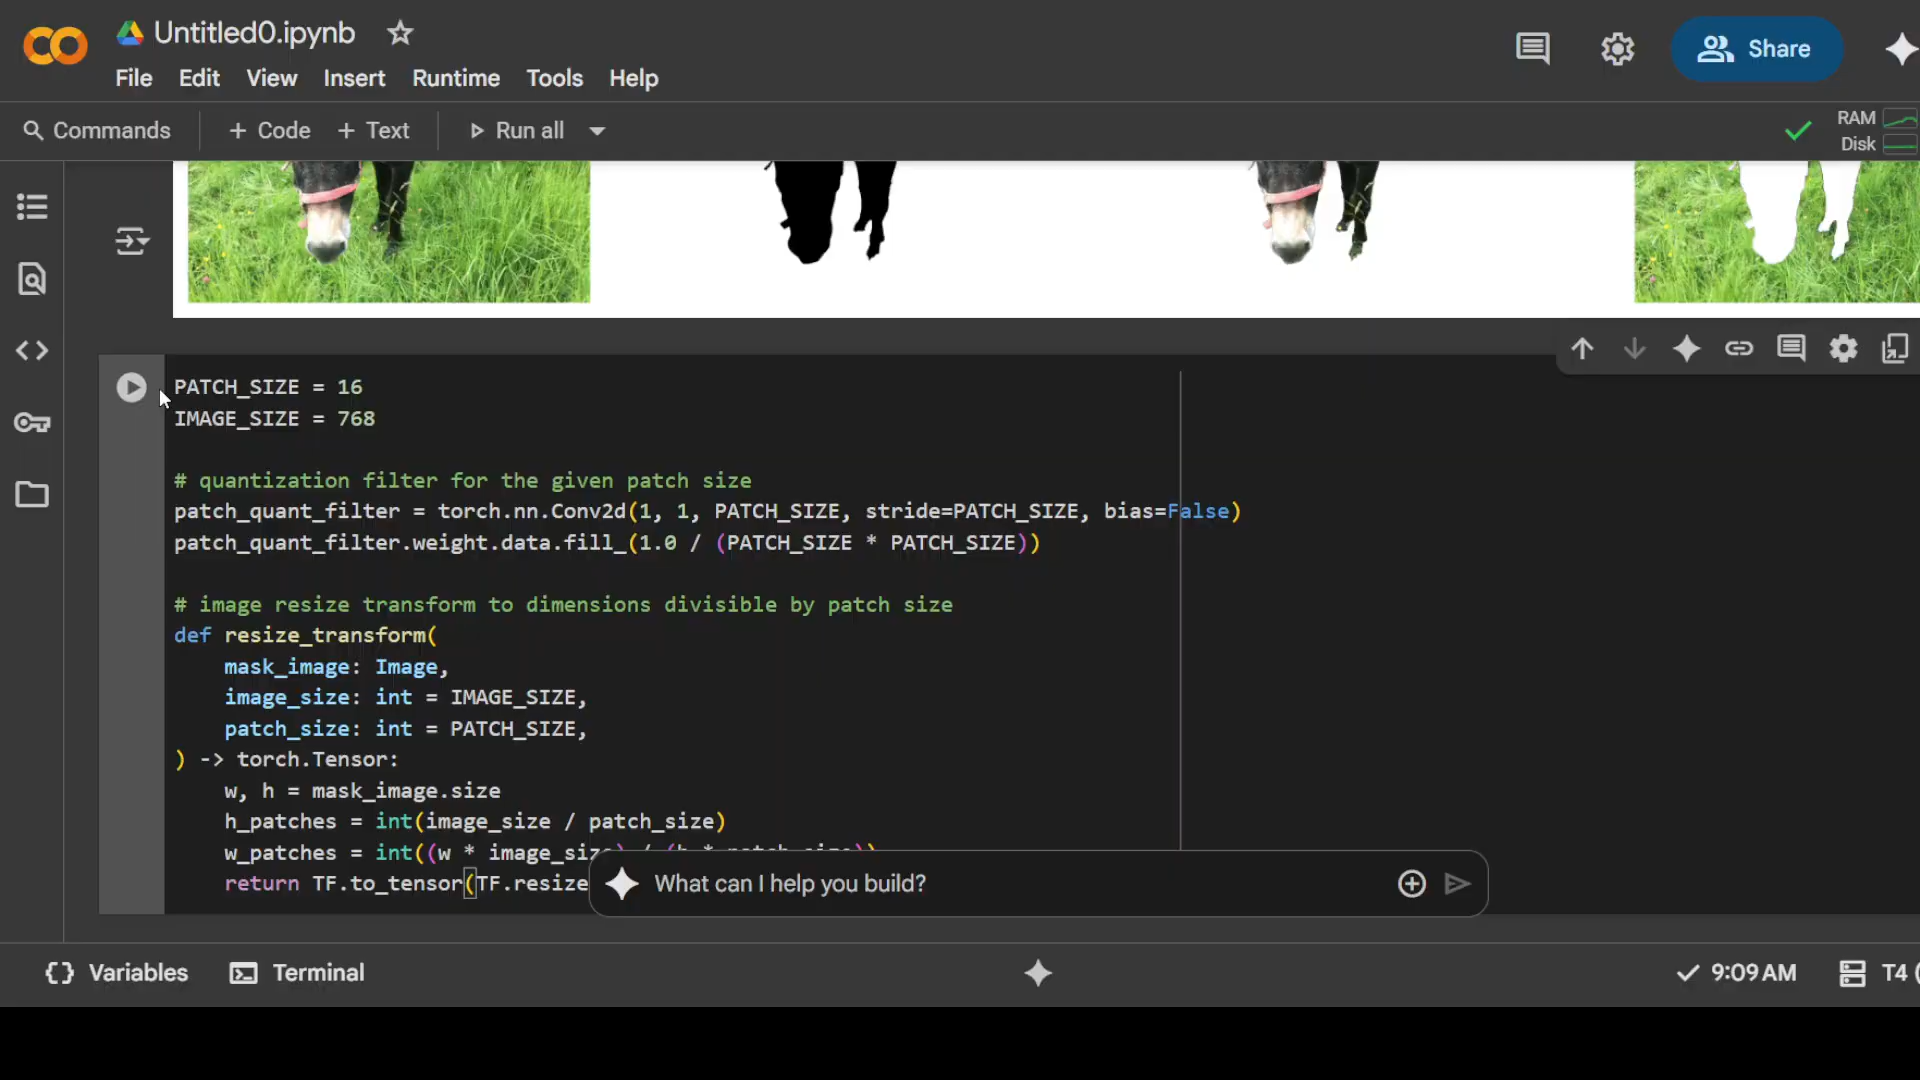 Untitled0.ipynb
Share
File Edit View Insert Runtime Tools Help
Commands + Code + Text Run all
RAM
Disk
PATCH_SIZE = 16
IMAGE_SIZE = 768
# quantization filter for the given patch size
patch_quant_filter = torch.nn.Conv2d(1, 1, PATCH_SIZE, stride=PATCH_SIZE, bias=False)
patch_quant_filter.weight.data.fill_(1.0 / (PATCH_SIZE * PATCH_SIZE))
# image resize transform to dimensions divisible by patch size
def resize_transform(
mask_image: Image,
image_size: int = IMAGE_SIZE,
patch_size: int = PATCH_SIZE,
) -> torch.Tensor:
w, h = mask_image.size
h_patches = int(image_size / patch_size)
w_patches = int((w * image_size) / (h * patch_size))
return TF.to_tensor(TF.resize
What can I help you build?
{} Variables Terminal
9:09 AM T4 (